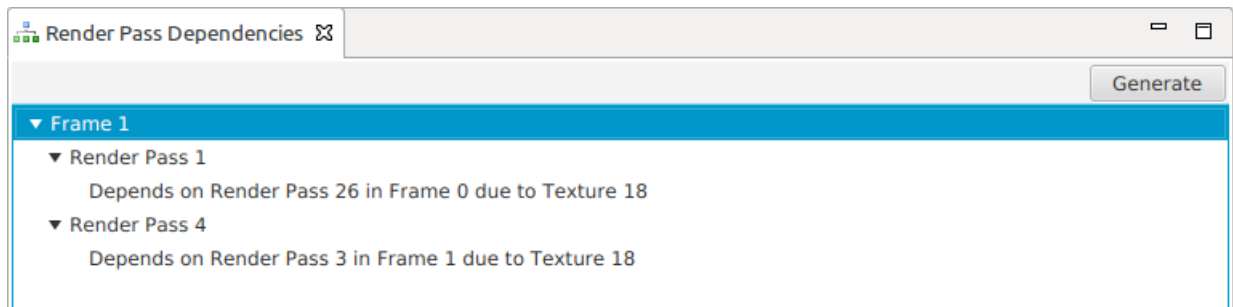 Render Pass Dependencies
Generate
Frame 1
Render Pass 1
Depends on Render Pass 26 in Frame 0 due to Texture 18
Render Pass 4
Depends on Render Pass 3 in Frame 1 due to Texture 18